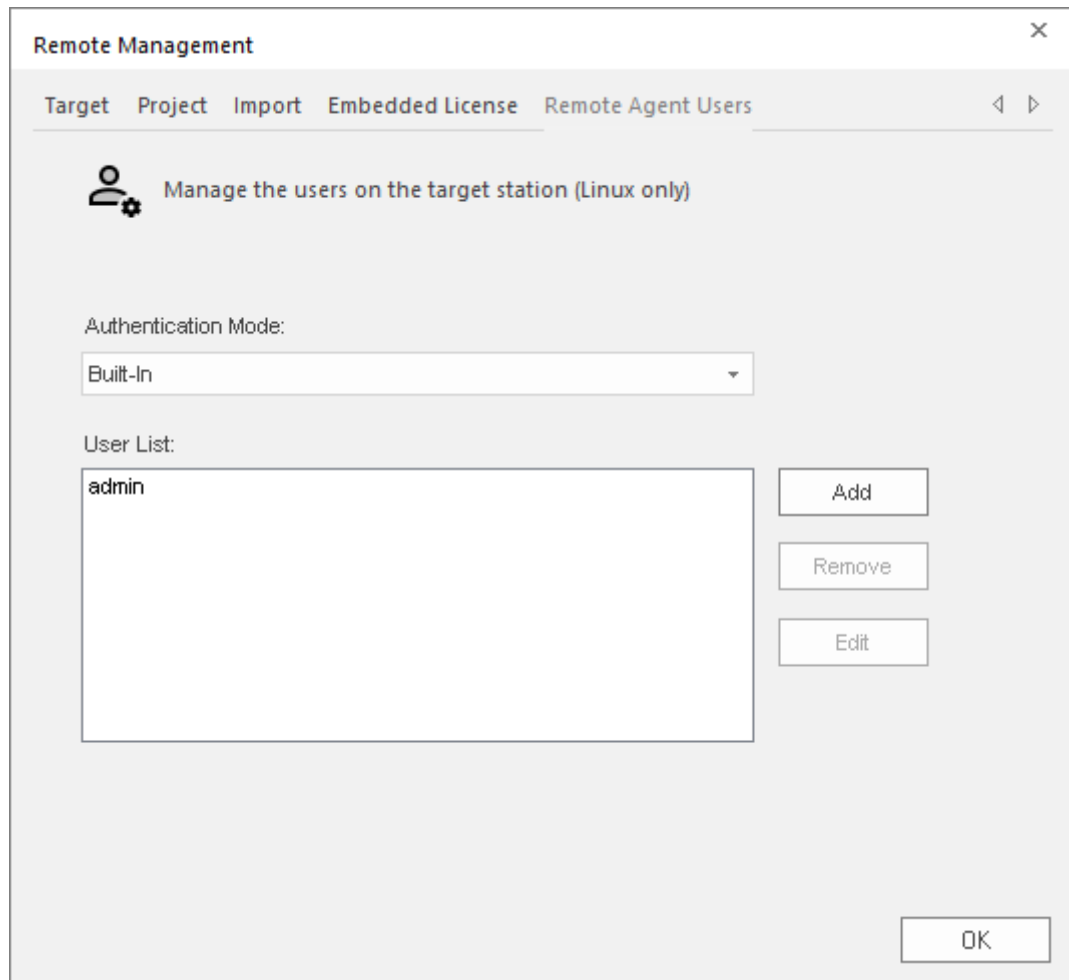 Remote Management
Target Project Import Embedded License Remote Agent Users
Manage the users on the target station (Linux only)
Authentication Mode:
Built-In
User List:
admin
Add
Remove
Edit
OK